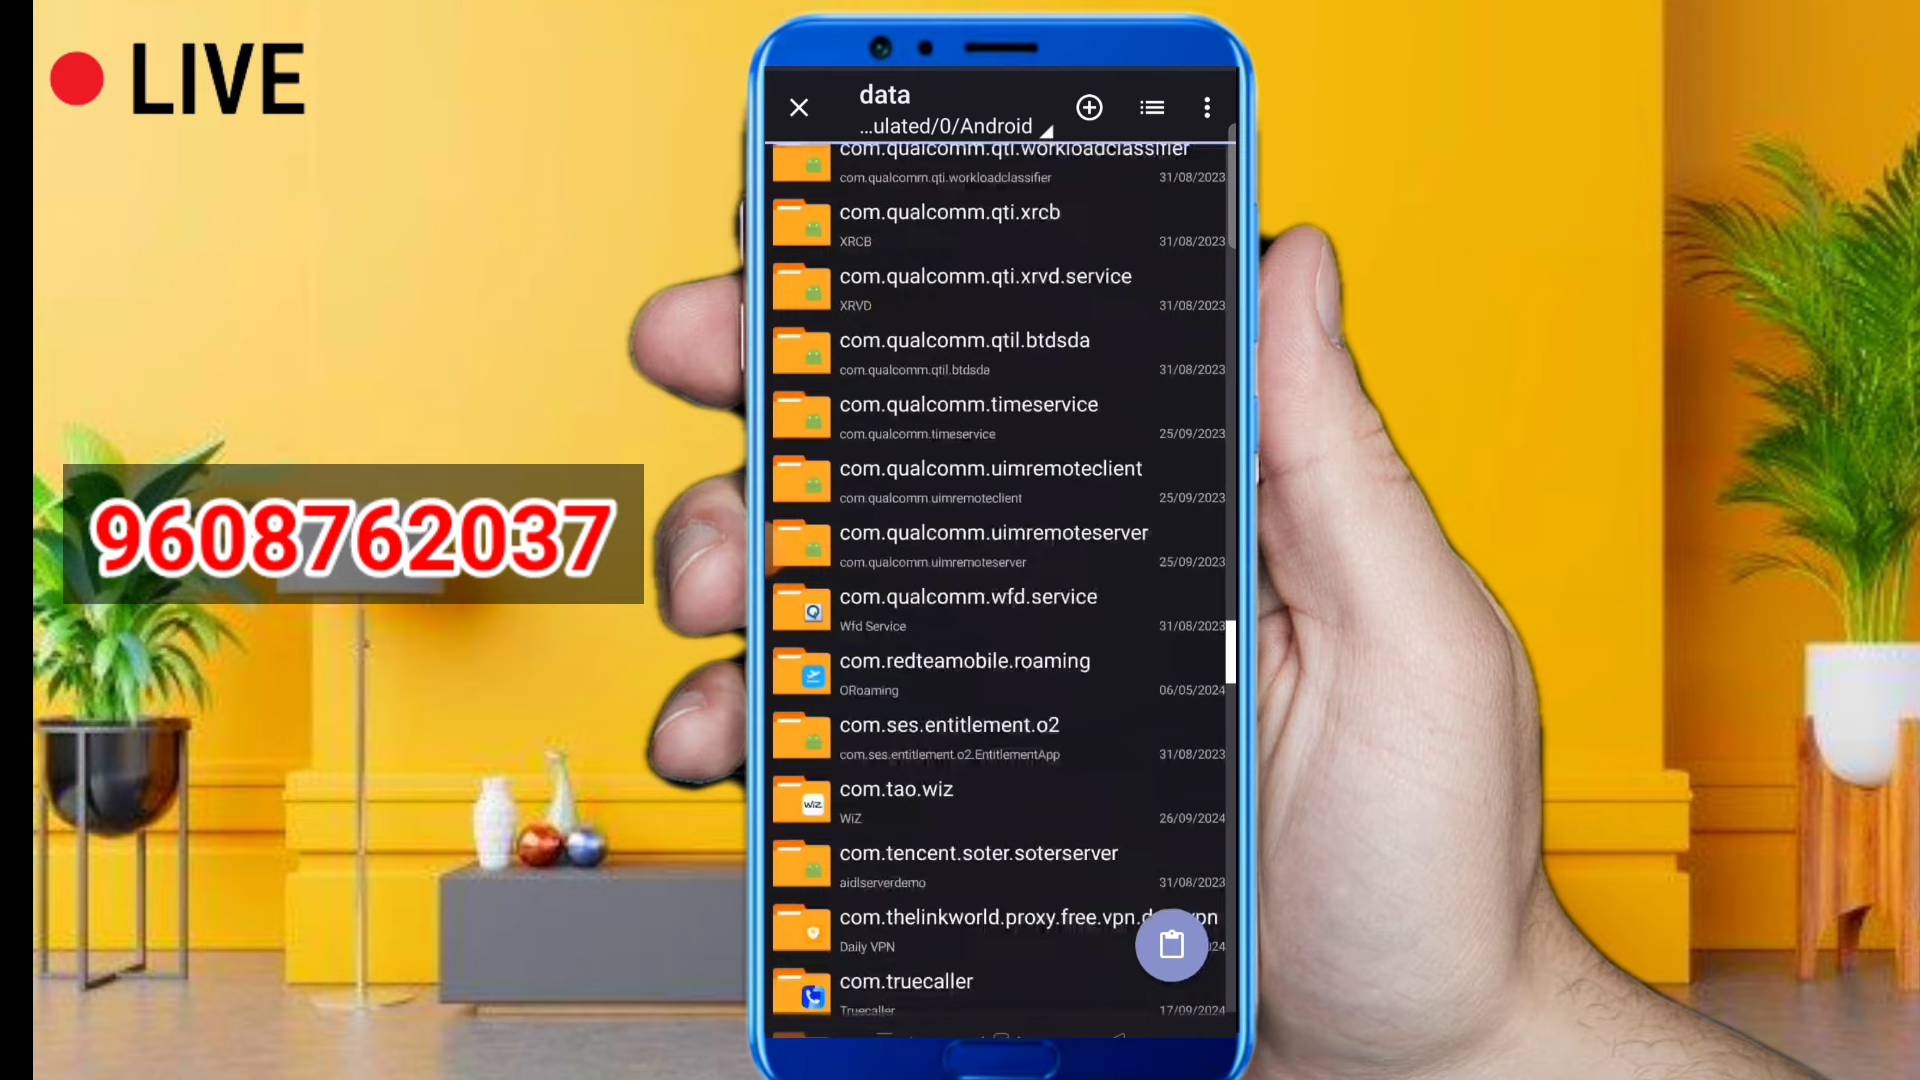 LIVE
9608762037
data
...ulated/0/Android
com.qualcomm.qti.workloadclassifier
com.qualcomm.qti.workloadclassifier 31/08/2023
com.qualcomm.qti.xrcb
XRCB 31/08/2023
com.qualcomm.qti.xrvd.service
XRVD 31/08/2023
com.qualcomm.qtil.btdsda
com.qualcomm.qtil.btdsda 31/08/2023
com.qualcomm.timeservice
com.qualcomm.timeservice 25/09/2023
com.qualcomm.uimremoteclient
com.qualcomm.uimremoteclient 25/09/2023
com.qualcomm.uimremoteserver
com.qualcomm.uimremoteserver 25/09/2023
com.qualcomm.wfd.service
Wfd Service 31/08/2023
com.redteamobile.roaming
ORoaming 06/05/2024
com.ses.entitlement.o2
com.ses.entitlement.o2.EntitlementApp 31/08/2023
com.tao.wiz
WiZ
WiZ 26/09/2024
com.tencent.soter.soterserver
aidlserverdemo 31/08/2023
com.thelinkworld.proxy.free.vpn.d
pn
Daily VPN 24
com.truecaller
Truecaller 17/09/2024